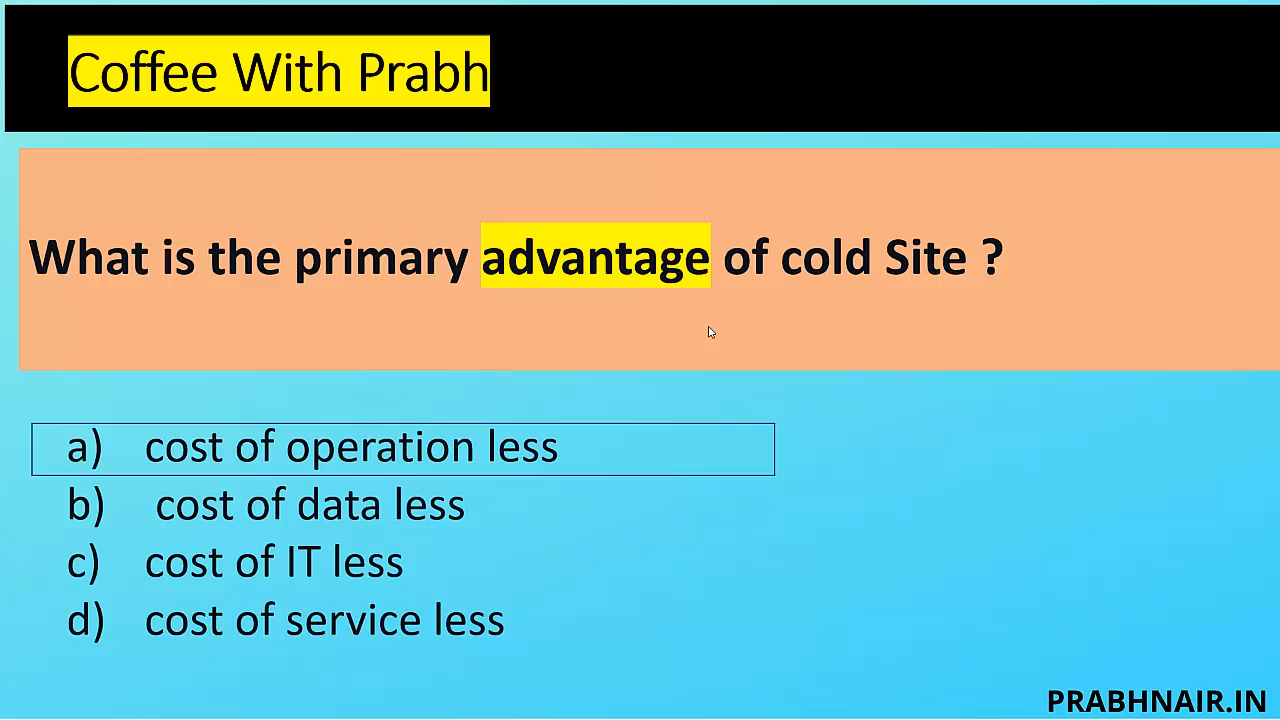 Coffee With Prabh
What is the primary advantage of cold Site ?
a) cost of operation less
b) cost of data less
c) cost of IT less
d) cost of service less
PRABHNAIR.IN